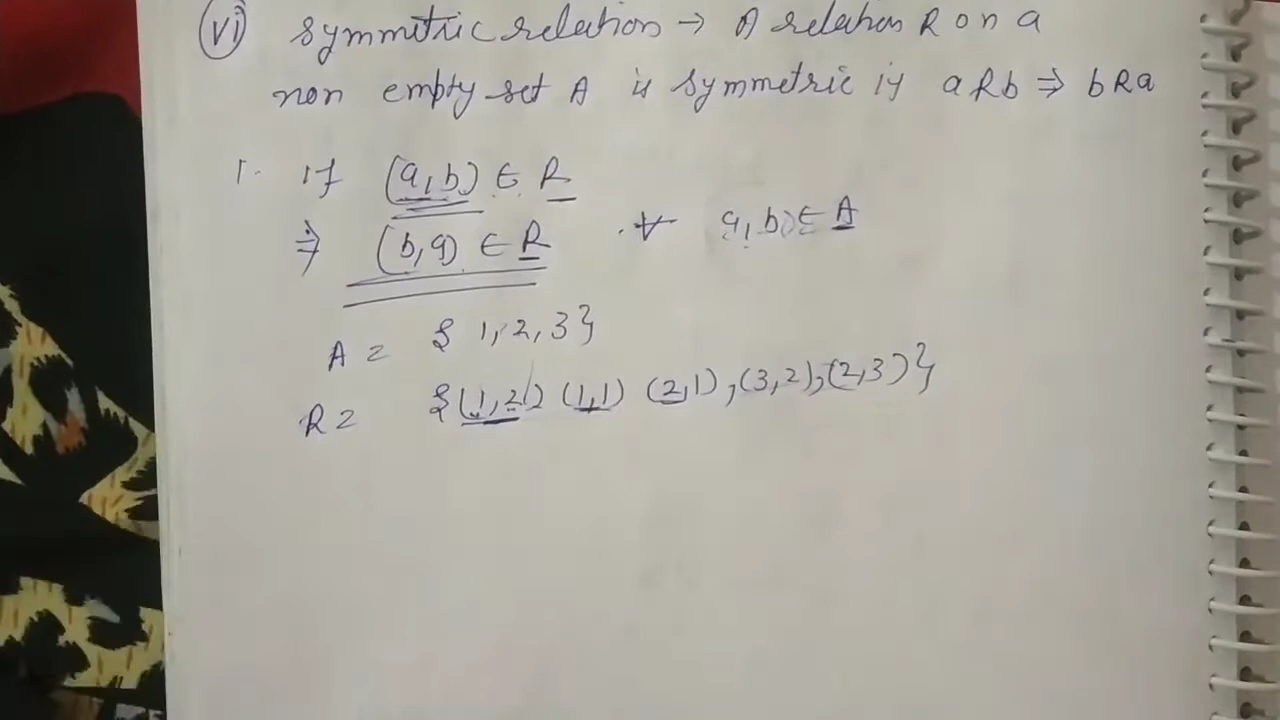 (vi) Symmetric relation → A relation R on a
non empty set A is symmetric if aRb ⇒ bRa
1. If (a,b) ∈ R
⇒ (b,a) ∈ R ∀ a,b ∈ A
A = { 1,2,3}
R = {(1,2) (1,1) (2,1),(3,2),(2,3)}